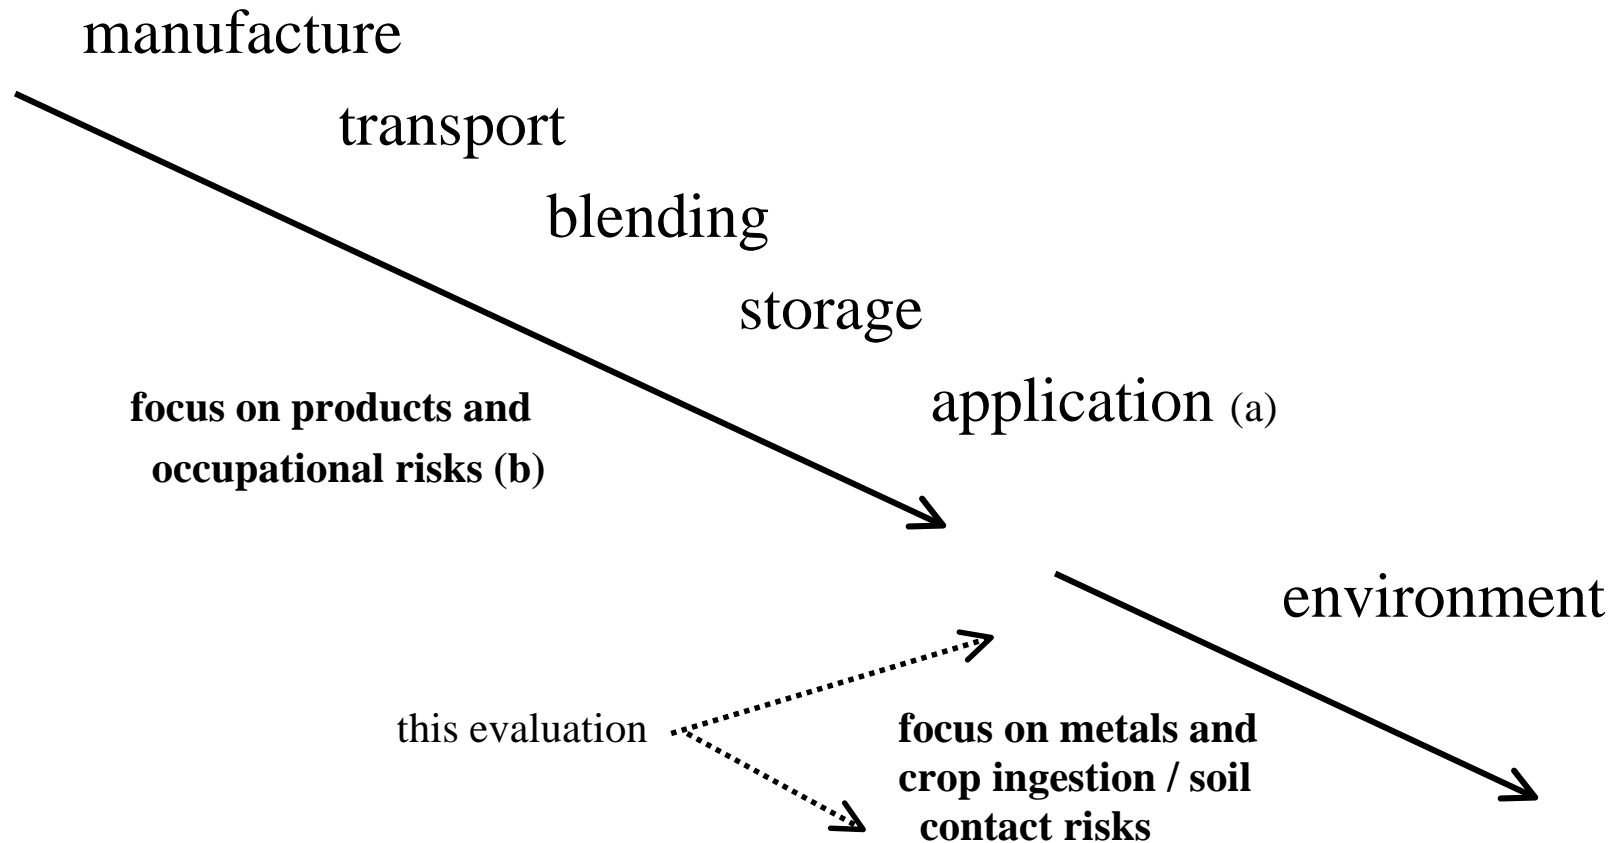 manufacture
transport
blending
storage
application (a)
focus on products and
occupational risks (b)
environment
this evaluation
focus on metals and
crop ingestion / soil
contact risks